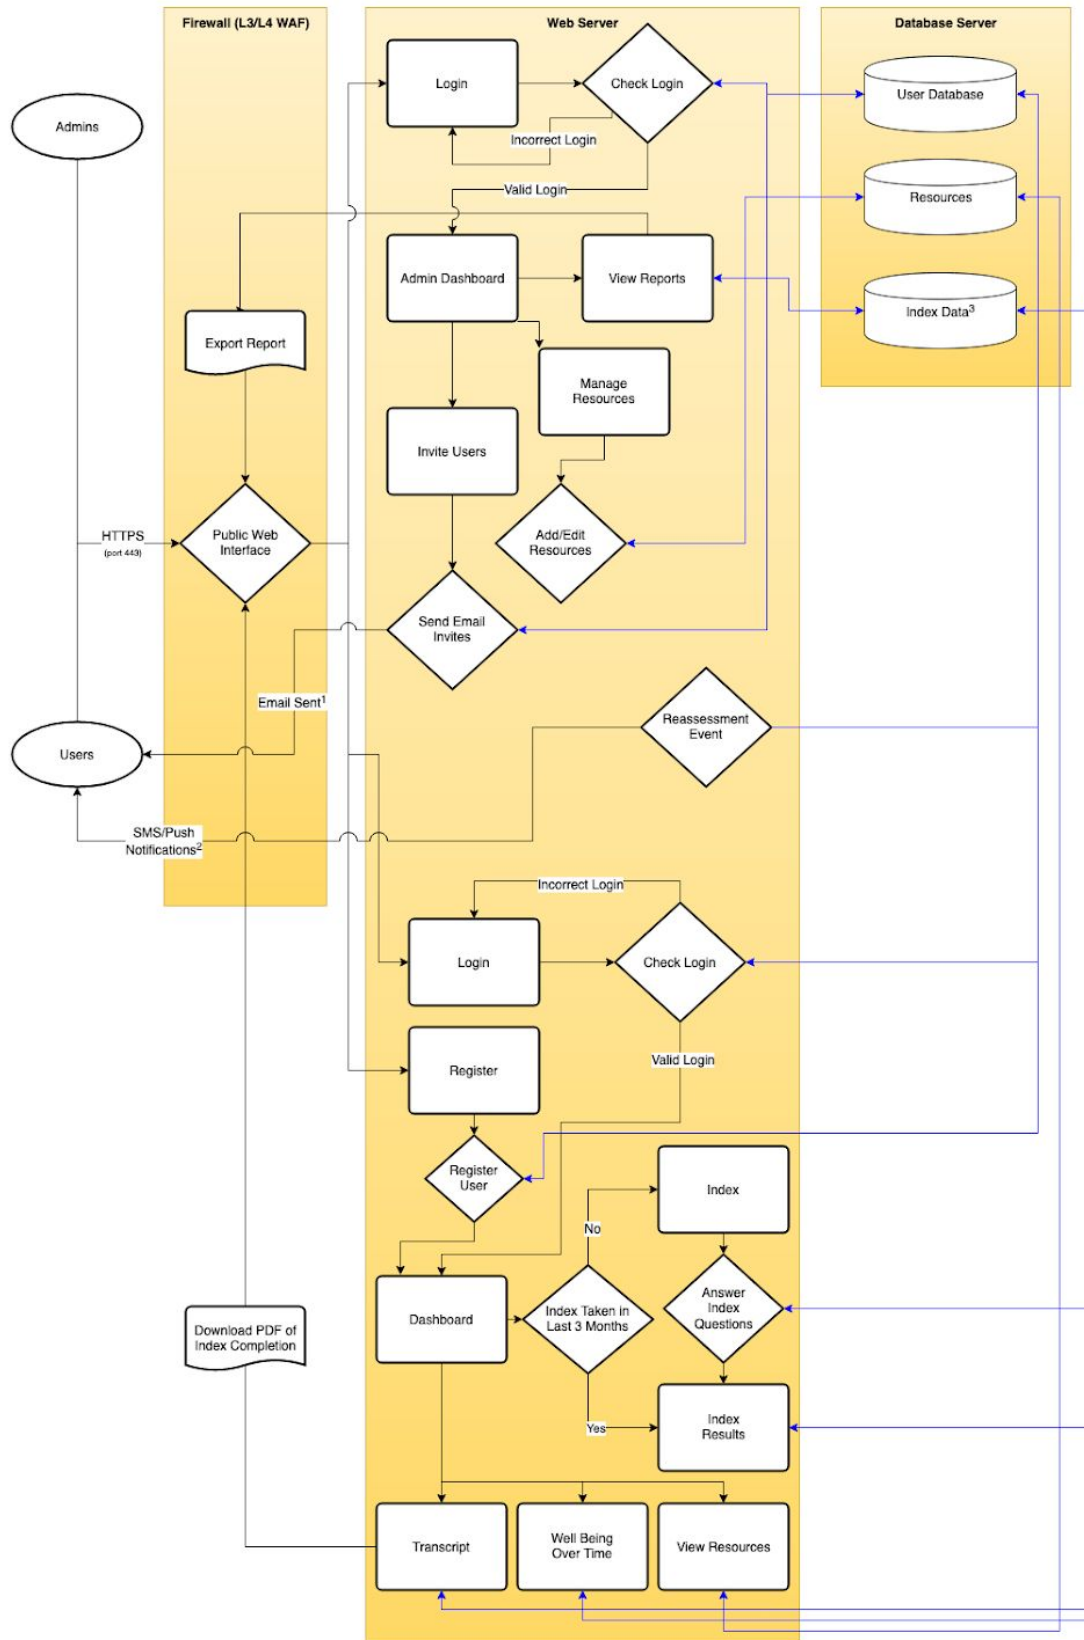 Firewall (L3/L4 WAF)
Web Server
Database Server
Admins
Login
Check Login
User Database
Incorrect Login
Valid Login
Resources
Admin Dashboard
View Reports
Index Data³
Export Report
Manage
Resources
Invite Users
HTTPS
(port 443)
Public Web
Interface
Add/Edit
Resources
Send Email
Invites
Email Sent¹
Reassessment
Event
Users
SMS/Push
Notifications²
Incorrect Login
Login
Check Login
Valid Login
Register
Register
User
Index
No
Dashboard
Index Taken in
Last 3 Months
Answer
Index
Questions
Download PDF of
Index Completion
Yes
Index
Results
Transcript
Well Being
Over Time
View Resources